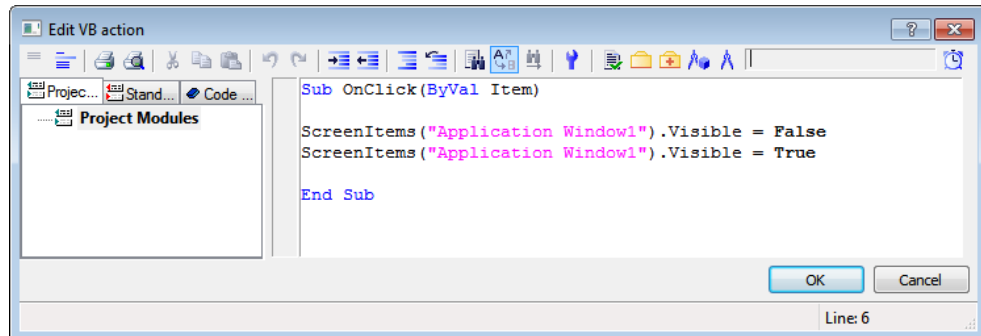 Edit VB action
Projec... Stand... Code ...
Project Modules
Sub OnClick(ByVal Item)
ScreenItems("Application Window1").Visible = False
ScreenItems("Application Window1").Visible = True
End Sub
OK Cancel
Line: 6